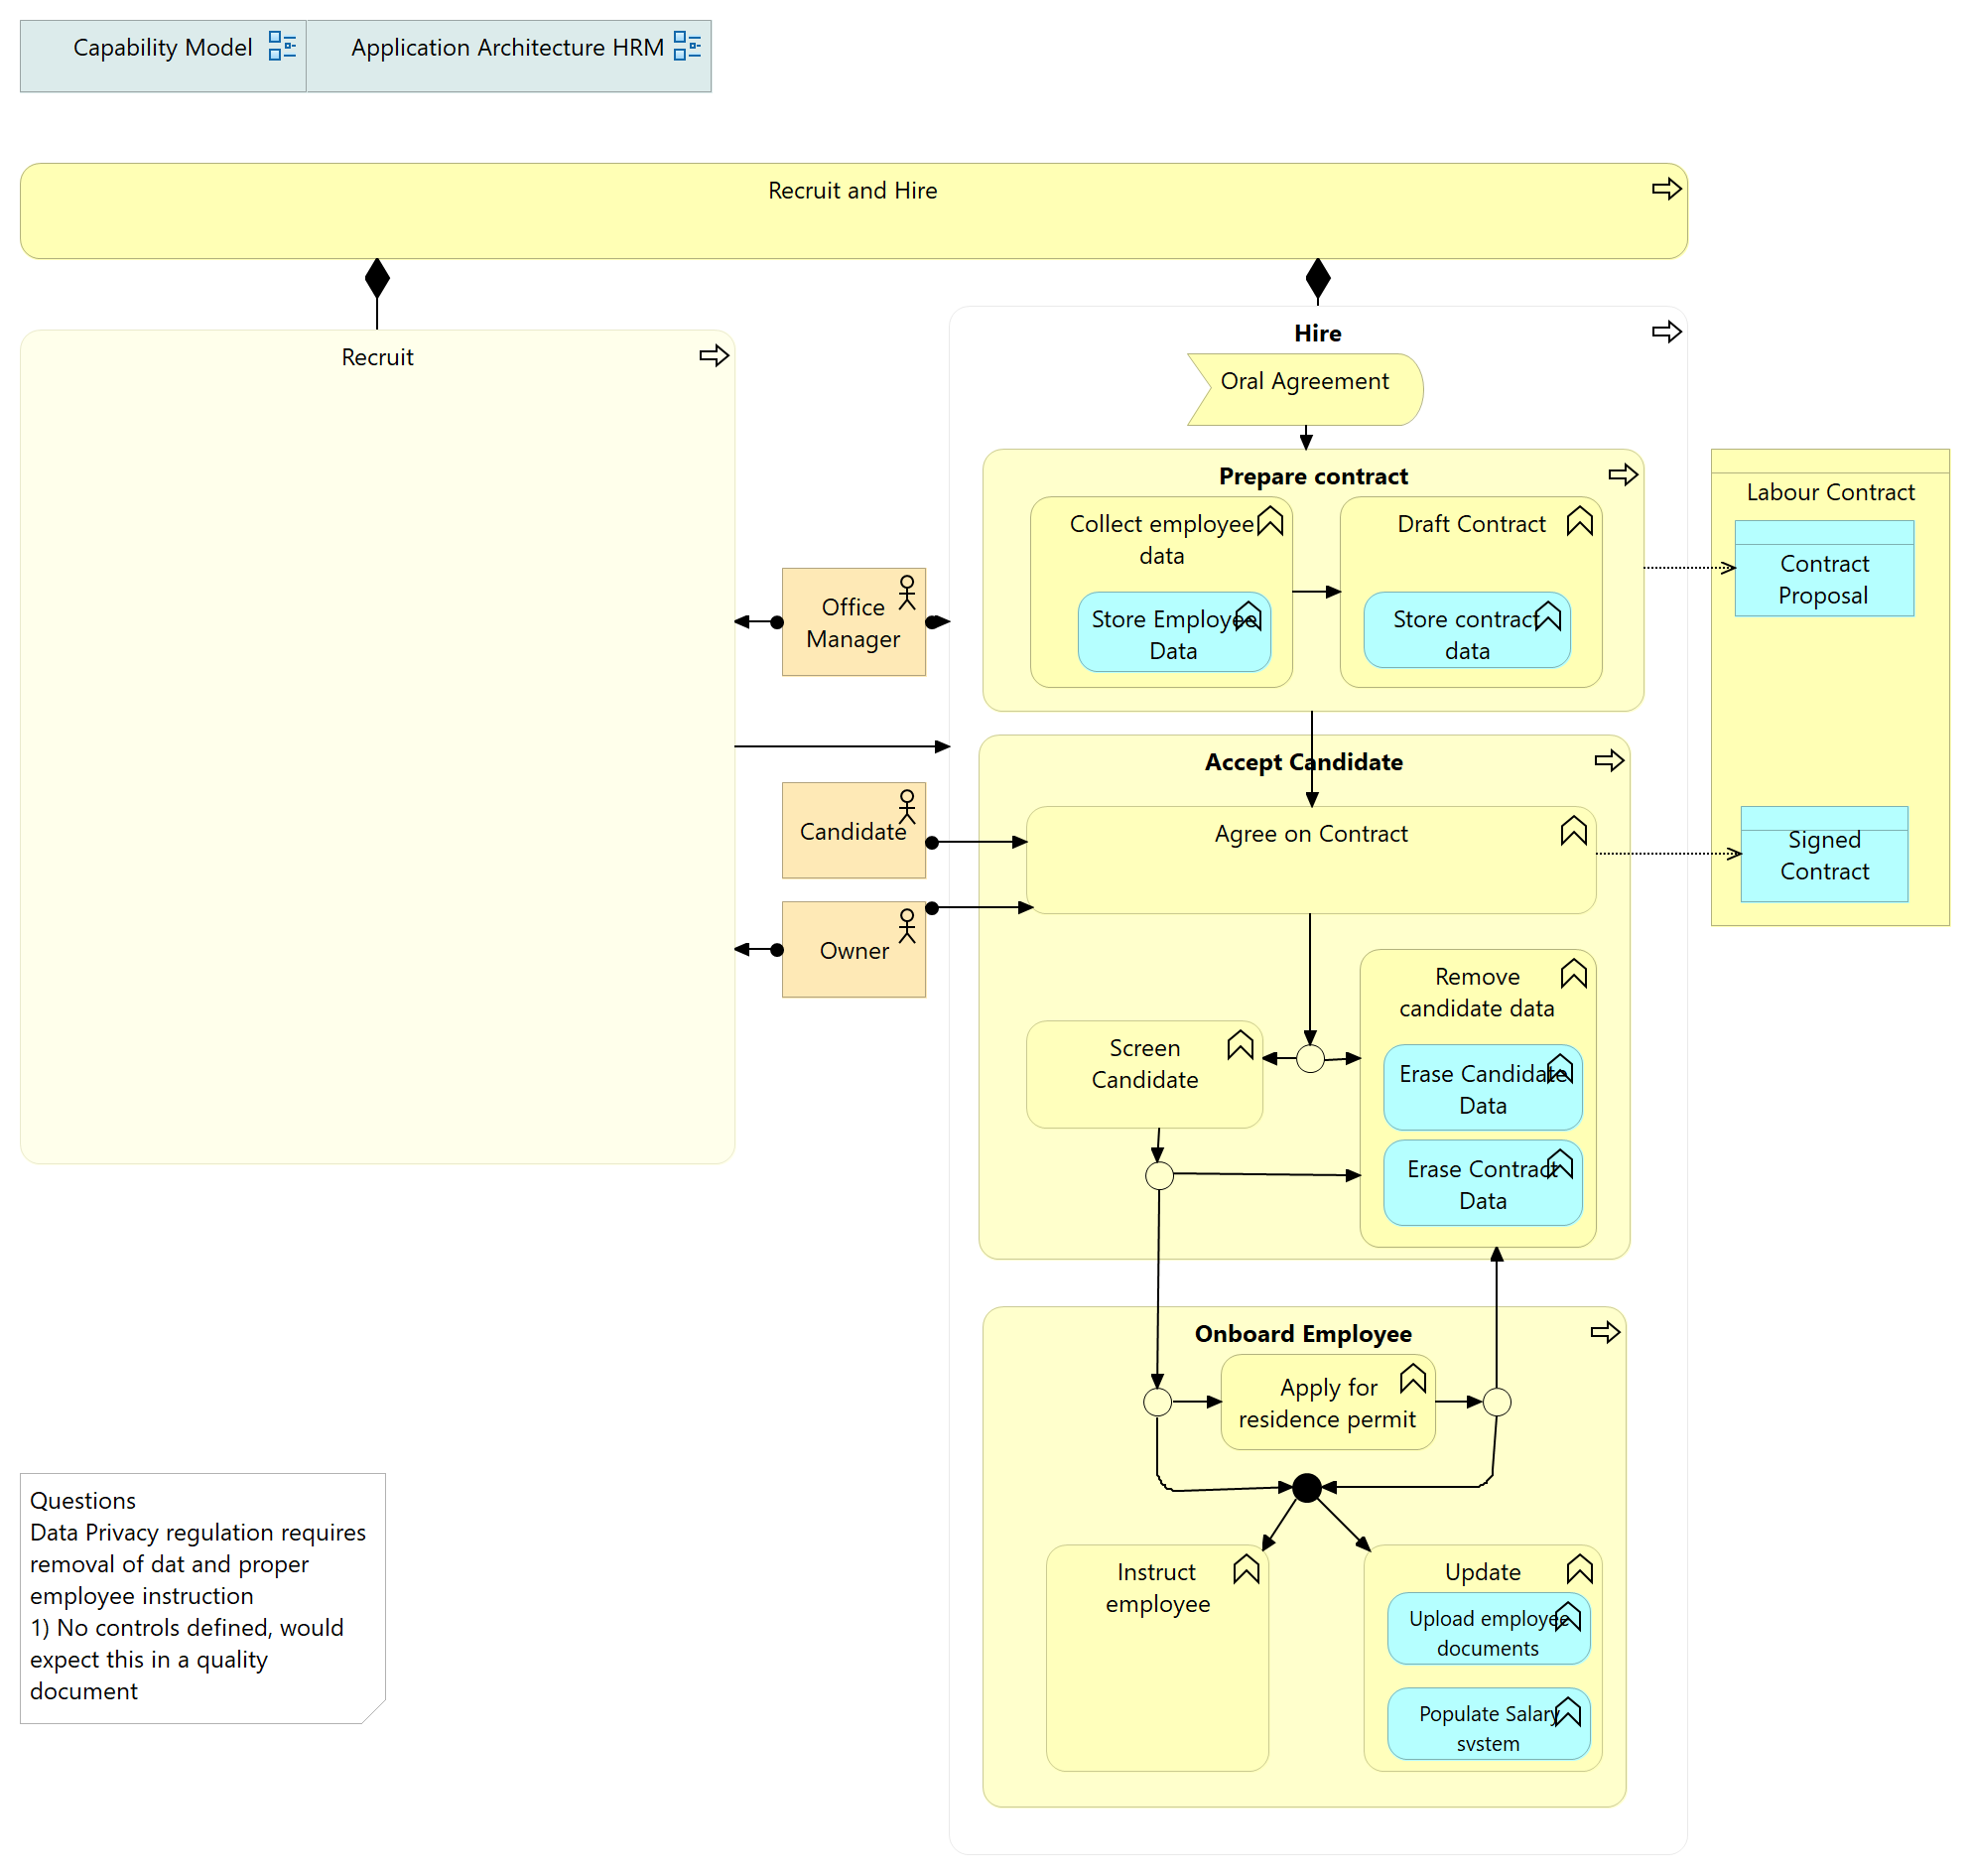 Capability Model
Application Architecture HRM
Recruit and Hire
Recruit
Hire
Oral Agreement
Prepare contract
Collect employee
data
Store Employee
Data
Draft Contract
Store contract
data
Labour Contract
Contract
Proposal
Signed
Contract
Office
Manager
Candidate
Owner
Accept Candidate
Agree on Contract
Screen
Candidate
Remove
candidate data
Erase Candidate
Data
Erase Contract
Data
Onboard Employee
Apply for
residence permit
Instruct
employee
Update
Upload employee
documents
Populate Salary
system
Questions
Data Privacy regulation requires
removal of dat and proper
employee instruction
1) No controls defined, would
expect this in a quality
document